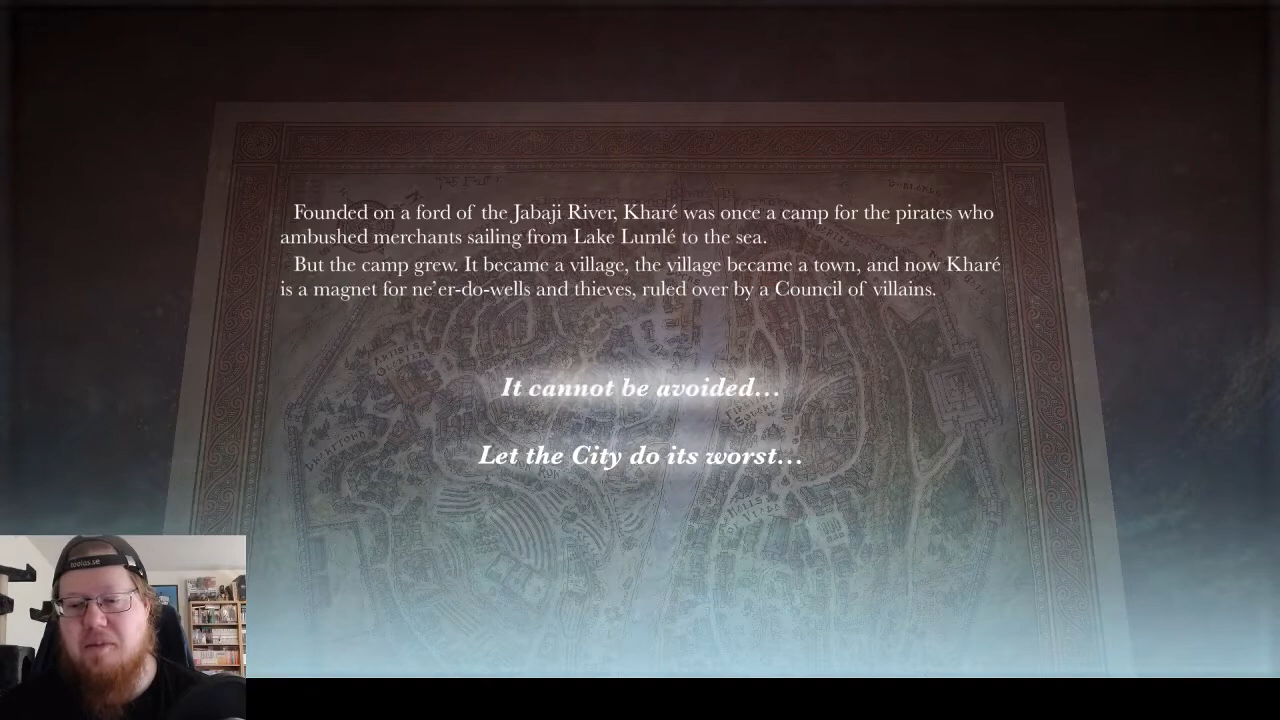 Founded on a ford of the Jabaji River, Kharé was once a camp for the pirates who
ambushed merchants sailing from Lake Lumlé to the sea.
But the camp grew. It became a village, the village became a town, and now Kharé
is a magnet for ne'er-do-wells and thieves, ruled over by a Council of villains.
It cannot be avoided...
Let the City do its worst...